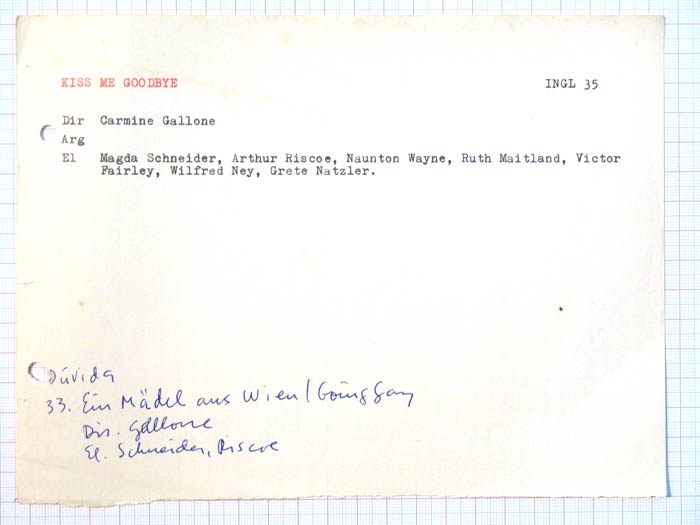 KISS ME GOODBYE INGL 35
Dir Carmine Gallone
Arg
El Magda Schneider, Arthur Riscoe, Naunton Wayne, Ruth Maitland, Victor
Fairley, Wilfred Ney, Grete Natzler.
Dúvida
33. Ein Mädel aus Wien / Going Gay
Dir. Gallone
El. Schneider, Riscoe